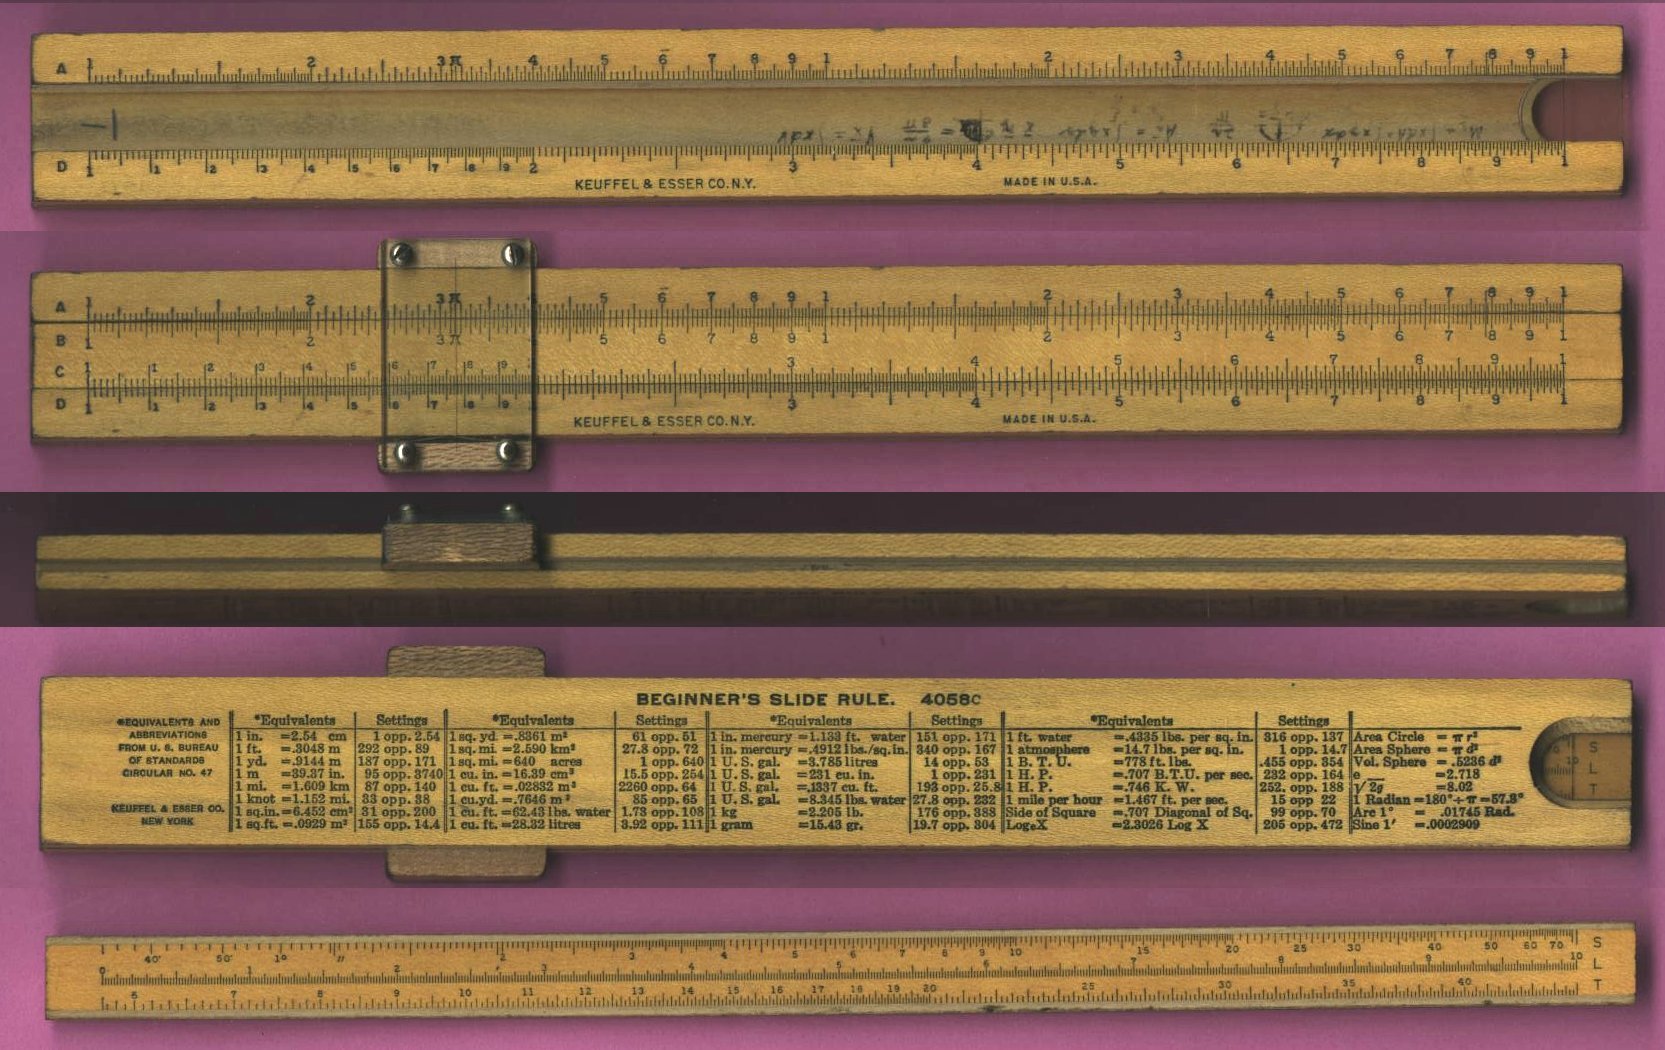 A 1 2 3 π 4 5 6 7 8 9 1 2 3 4 5 6 7 8 9 1
D 1 1 2 3 4 5 6 7 8 9 2 3 4 5 6 7 8 9 1
KEUFFEL & ESSER CO. N.Y. MADE IN U.S.A.
A 1 2 3 π 5 6 7 8 9 1 2 3 4 5 6 7 8 9 1
B 1 2 3 π 5 6 7 8 9 1 2 3 4 5 6 7 8 9 1
C 1 1 2 3 4 5 6 7 8 9 3 4 5 6 7 8 9 1
D 1 1 2 3 4 5 6 7 8 9 3 4 5 6 7 8 9 1
KEUFFEL & ESSER CO. N.Y. MADE IN U.S.A.
BEGINNER'S SLIDE RULE. 4058C
*EQUIVALENTS AND
ABBREVIATIONS
FROM U. S. BUREAU
OF STANDARDS
CIRCULAR NO. 47
KEUFFEL & ESSER CO.
NEW YORK
*Equivalents Settings *Equivalents Settings *Equivalents Settings *Equivalents Settings
1 in. =2.54 cm 1 opp. 2.54 1 sq. yd =.8361 m² 61 opp. 51 1 in. mercury =1.133 ft. water 151 opp. 171 1 ft. water =.4335 lbs. per sq. in. 316 opp. 137 Area Circle = π r²
1 ft. =.3048 m 292 opp. 89 1 sq. mi. =2.590 km² 27.8 opp. 72 1 in. mercury =.4912 lbs./sq.in. 340 opp. 167 1 atmosphere =14.7 lbs. per sq. in. 1 opp. 14.7 Area Sphere = π d²
1 yd. =.9144 m 187 opp. 171 1 sq. mi. =640 acres 1 opp. 640 1 U. S. gal. =3.785 litres 14 opp. 53 1 B. T. U. =778 ft. lbs. .455 opp. 354 Vol. Sphere = .5236 d³
1 m =39.37 in. 95 opp. 3740 1 cu. in. =16.39 cm³ 15.5 opp. 254 1 U. S. gal. =231 cu. in. 1 opp. 231 1 H. P. =.707 B.T.U. per sec. 232 opp. 164 e =2.718
1 mi. =1.609 km 87 opp. 140 1 cu. ft. =.02832 m³ 2260 opp. 64 1 U. S. gal. =.1337 cu. ft. 193 opp. 25.8 1 H. P. =.746 K. W. 252. opp. 188 √2g =8.02
1 knot =1.152 mi. 33 opp. 38 1 cu.yd. =.7646 m³ 85 opp. 65 1 U. S. gal. =8.345 lbs. water 27.8 opp. 232 1 mile per hour =1.467 ft. per sec. 15 opp 22 1 Radian =180°÷π=57.3°
1 sq.in. =6.452 cm² 31 opp. 200 1 cu. ft. =62.43 lbs. water 1.73 opp. 108 1 kg =2.205 lb. 176 opp. 388 Side of Square =.707 Diagonal of Sq. 99 opp. 70 Arc 1° = .01745 Rad.
1 sq.ft. =.0929 m² 155 opp. 14.4 1 cu. ft. =28.32 litres 3.92 opp. 111 1 gram =15.43 gr. 19.7 opp. 304 LogₑX =2.3026 Log X 205 opp. 472 Sine 1′ =.0002909
S
L
T
40′ 50′ 1° 2 3 4 5 6 7 8 9 10 15 20 25 30 40 50 60 70 S
0 1 2 3 4 5 6 7 8 9 10 L
6 7 8 9 10 11 12 13 14 15 16 17 18 19 20 25 30 35 40 T